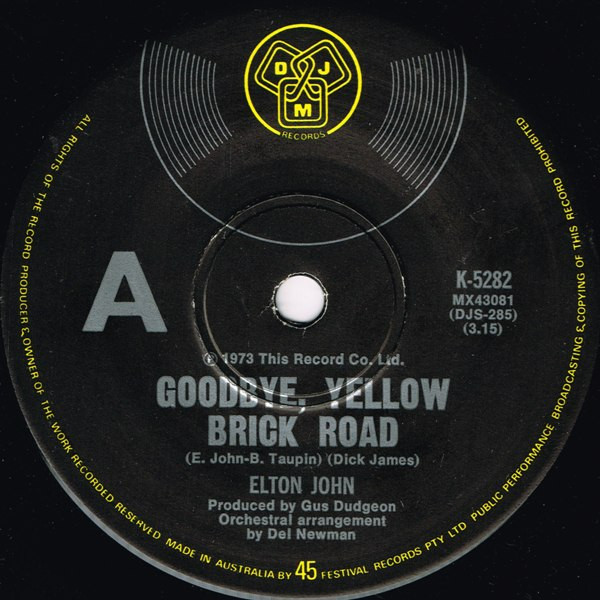 D J M
RECORDS
A
K-5282
MX43081
(DJS-285)
(3.15)
℗ 1973 This Record Co. Ltd.
GOODBYE, YELLOW
BRICK ROAD
(E. John-B. Taupin) (Dick James)
ELTON JOHN
Produced by Gus Dudgeon
Orchestral arrangement
by Del Newman
ALL RIGHTS OF THE RECORD PRODUCER & OWNER OF THE WORK RECORDED RESERVED MADE IN AUSTRALIA BY 45 FESTIVAL RECORDS PTY LTD PUBLIC PERFORMANCE BROADCASTING & COPYING OF THIS RECORD PROHIBITED